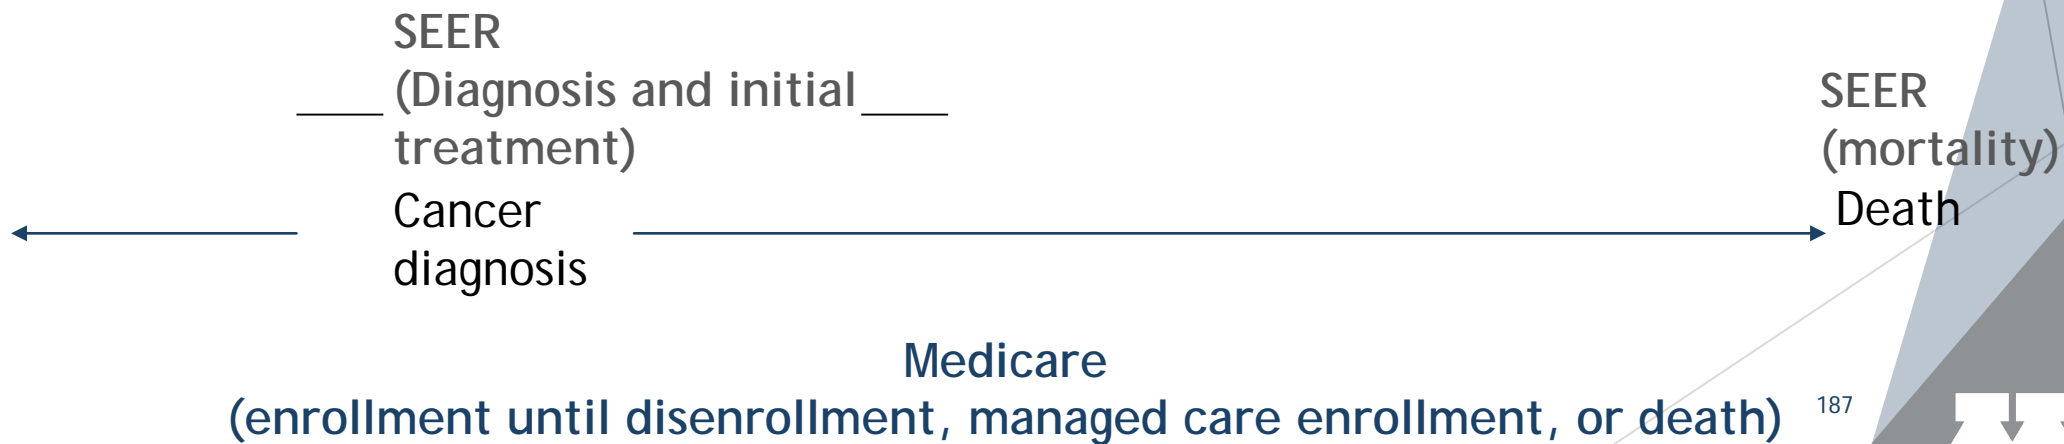 SEER
(Diagnosis and initial
treatment)
SEER
(mortality)
Cancer
diagnosis
Death
Medicare
(enrollment until disenrollment, managed care enrollment, or death)
187